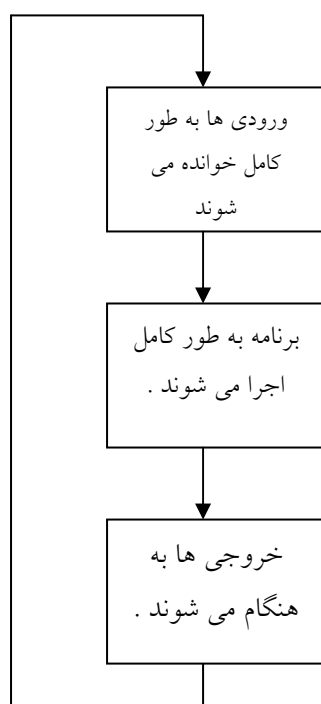 ورودی ها به طور
کامل خوانده می
شوند
برنامه به طور کامل
اجرا می شوند .
خروجی ها به
هنگام می شوند .